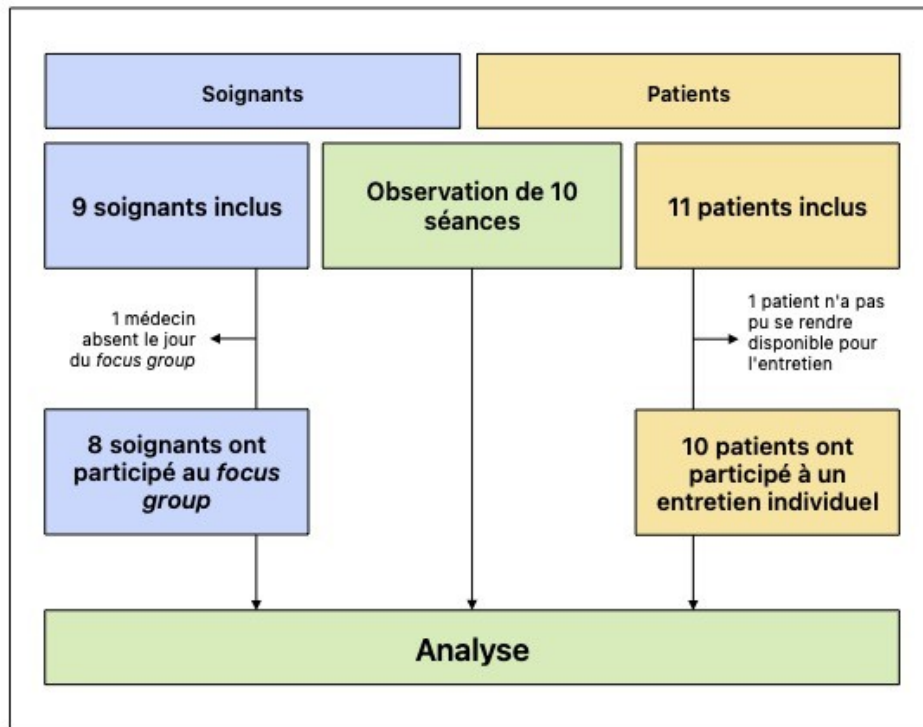 Soignants
Patients
9 soignants inclus
Observation de 10
séances
11 patients inclus
1 médecin
absent le jour
du focus group
1 patient n'a pas
pu se rendre
disponible pour
l'entretien
8 soignants ont
participé au focus
group
10 patients ont
participé à un
entretien individuel
Analyse